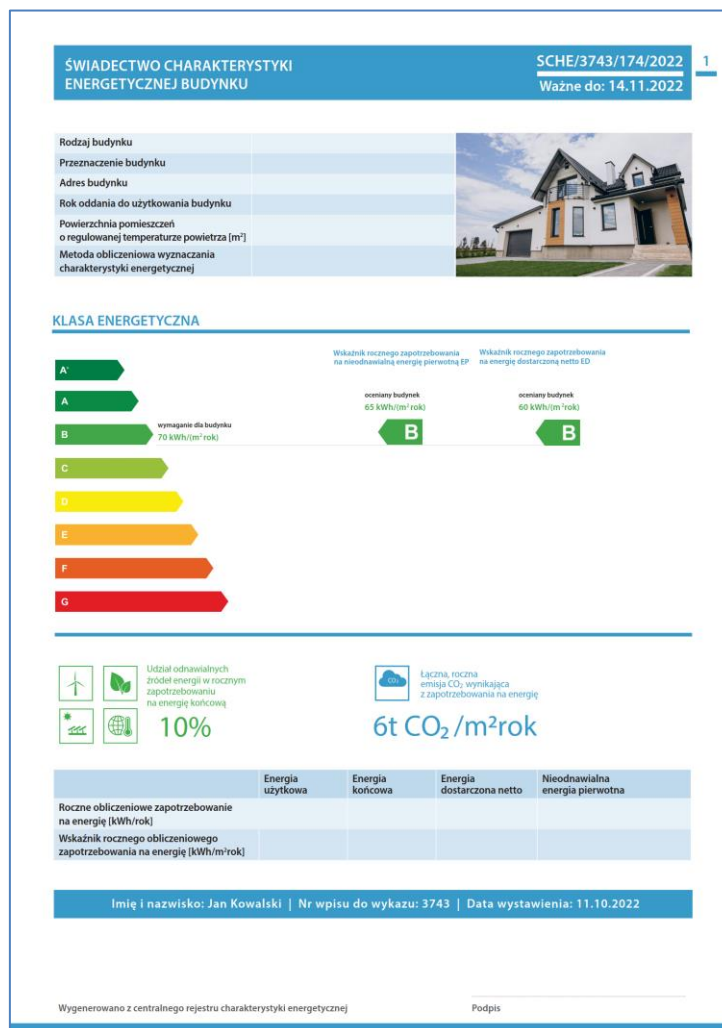 ŚWIADECTWO CHARAKTERYSTYKI
ENERGETYCZNEJ BUDYNKU
SCHE/3743/174/2022
Ważne do: 14.11.2022
1
Rodzaj budynku
Przeznaczenie budynku
Adres budynku
Rok oddania do użytkowania budynku
Powierzchnia pomieszczeń
o regulowanej temperaturze powietrza [m²]
Metoda obliczeniowa wyznaczania
charakterystyki energetycznej
KLASA ENERGETYCZNA
Wskaźnik rocznego zapotrzebowania
na nieodnawialną energię pierwotną EP
Wskaźnik rocznego zapotrzebowania
na energię dostarczoną netto ED
A⁺
A
oceniany budynek
65 kWh/(m²rok)
oceniany budynek
60 kWh/(m²rok)
B
wymaganie dla budynku
70 kWh/(m²rok)
B
B
C
D
E
F
G
Udział odnawialnych
źródeł energii w rocznym
zapotrzebowaniu
na energię końcową
10%
CO₂
Łączna, roczna
emisja CO₂ wynikająca
z zapotrzebowania na energię
6t CO₂/m²rok
Energia
użytkowa
Energia
końcowa
Energia
dostarczona netto
Nieodnawialna
energia pierwotna
Roczne obliczeniowe zapotrzebowanie
na energię [kWh/rok]
Wskaźnik rocznego obliczeniowego
zapotrzebowania na energię [kWh/m²rok]
Imię i nazwisko: Jan Kowalski | Nr wpisu do wykazu: 3743 | Data wystawienia: 11.10.2022
Wygenerowano z centralnego rejestru charakterystyki energetycznej
Podpis